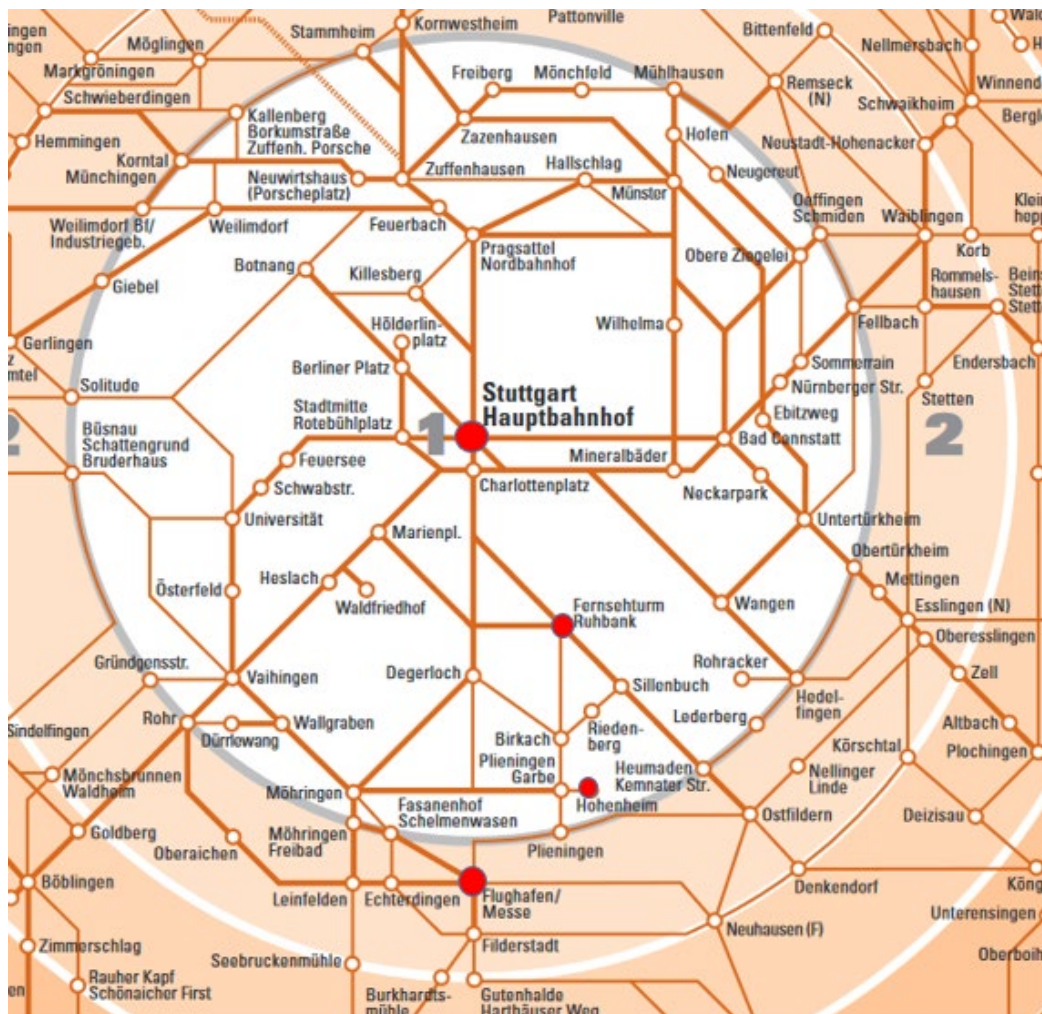 Kornwestheim
Pattonville
Stammheim
Bittenfeld
Möglingen
Nellmersbach
Markgröningen
Freiberg
Mönchfeld
Mühlhausen
Remseck
(N)
Winnend
Schwieberdingen
Schwaikheim
Kallenberg
Borkumstraße
Zuffenh. Porsche
Hemmingen
Zazenhausen
Hofen
Neustadt-Hohenacker
Korntal
Münchingen
Neuwirtshaus
(Porscheplatz)
Zuffenhausen
Hallschlag
Münster
Neugereut
Oeffingen
Schmiden
Waiblingen
Weilimdorf Bf/
Industriegeb.
Weilimdorf
Feuerbach
Pragsattel
Nordbahnhof
Obere Ziegelei
Korb
Botnang
Killesberg
Rommels-
hausen
Giebel
Hölderlin-
platz
Wilhelma
Fellbach
Gerlingen
Endersbach
Berliner Platz
Sommerrain
Nürnberger Str.
Solitude
Stetten
Stuttgart
Hauptbahnhof
Stadtmitte
Rotebühlplatz
Ebitzweg
Büsnau
Schattengrund
Bruderhaus
1
2
2
Bad Cannstatt
Feuersee
Mineralbäder
Schwabstr.
Charlottenplatz
Neckarpark
Universität
Marienpl.
Untertürkheim
Obertürkheim
Österfeld
Heslach
Waldfriedhof
Mettingen
Wangen
Fernsehturm
Ruhbank
Esslingen (N)
Oberesslingen
Gründgensstr.
Vaihingen
Degerloch
Rohracker
Sillenbuch
Zell
Hedel-
fingen
Rohr
Wallgraben
Dürrlewang
Lederberg
Rieden-
berg
Altbach
Sindelfingen
Birkach
Körschtal
Plochingen
Mönchsbrunnen
Waldheim
Plieningen
Garbe
Heumaden
Kemnater Str.
Nellinger
Linde
Möhringen
Fasanenhof
Schelmenwasen
Hohenheim
Goldberg
Möhringen
Freibad
Ostfildern
Deizisau
Oberaichen
Plieningen
Böblingen
Leinfelden
Echterdingen
Flughafen/
Messe
Denkendorf
Köng
Neuhausen (F)
Unterensingen
Zimmerschlag
Filderstadt
Seebruckenmühle
Oberboih
Rauher Kapf
Schönaicher First
Burkhardts-
mühle
Gutenhalde
Harthäuser Weg